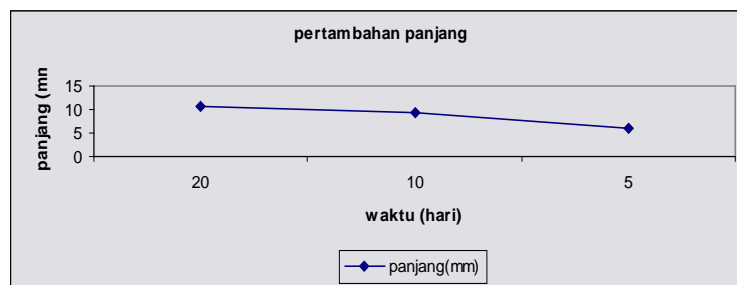 pertambahan panjang
panjang (mn
15
10
5
0
20 10 5
waktu (hari)
panjang(mm)